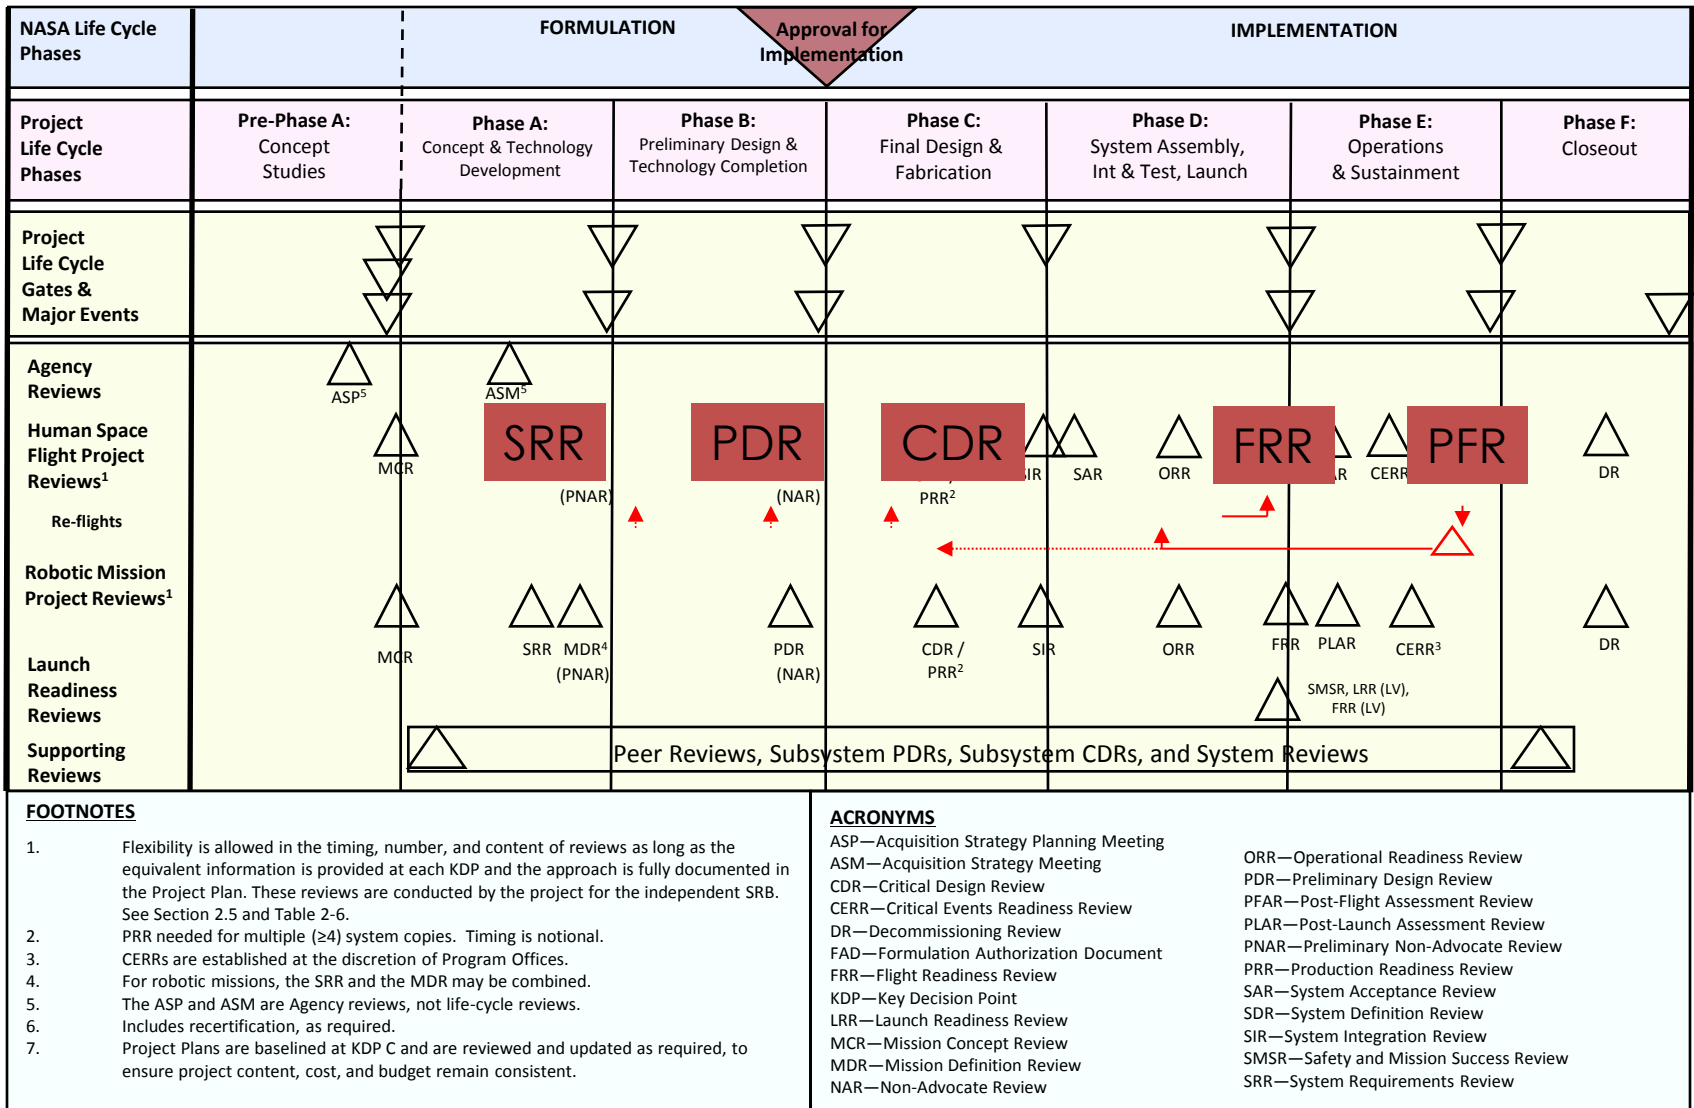 NASA Life Cycle
Phases
FORMULATION
Approval for
Implementation
IMPLEMENTATION
Project
Life Cycle
Phases
Pre-Phase A:
Concept
Studies
Phase A:
Concept & Technology
Development
Phase B:
Preliminary Design &
Technology Completion
Phase C:
Final Design &
Fabrication
Phase D:
System Assembly,
Int & Test, Launch
Phase E:
Operations
& Sustainment
Phase F:
Closeout
Project
Life Cycle
Gates &
Major Events
Agency
Reviews
ASP⁵
ASM⁵
Human Space
Flight Project
Reviews¹
MCR
SRR
(PNAR)
PDR
(NAR)
CDR
PRR²
SIR
SAR
ORR
FRR
AR
CERR
PFR
DR
Re-flights
Robotic Mission
Project Reviews¹
MCR
SRR
MDR⁴
(PNAR)
PDR
(NAR)
CDR /
PRR²
SIR
ORR
FRR
PLAR
CERR³
DR
Launch
Readiness
Reviews
SMSR, LRR (LV),
FRR (LV)
Supporting
Reviews
Peer Reviews, Subsystem PDRs, Subsystem CDRs, and System Reviews
FOOTNOTES
1. Flexibility is allowed in the timing, number, and content of reviews as long as the
equivalent information is provided at each KDP and the approach is fully documented in
the Project Plan. These reviews are conducted by the project for the independent SRB.
See Section 2.5 and Table 2-6.
2. PRR needed for multiple (≥4) system copies. Timing is notional.
3. CERRs are established at the discretion of Program Offices.
4. For robotic missions, the SRR and the MDR may be combined.
5. The ASP and ASM are Agency reviews, not life-cycle reviews.
6. Includes recertification, as required.
7. Project Plans are baselined at KDP C and are reviewed and updated as required, to
ensure project content, cost, and budget remain consistent.
ACRONYMS
ASP—Acquisition Strategy Planning Meeting
ASM—Acquisition Strategy Meeting
CDR—Critical Design Review
CERR—Critical Events Readiness Review
DR—Decommissioning Review
FAD—Formulation Authorization Document
FRR—Flight Readiness Review
KDP—Key Decision Point
LRR—Launch Readiness Review
MCR—Mission Concept Review
MDR—Mission Definition Review
NAR—Non-Advocate Review
ORR—Operational Readiness Review
PDR—Preliminary Design Review
PFAR—Post-Flight Assessment Review
PLAR—Post-Launch Assessment Review
PNAR—Preliminary Non-Advocate Review
PRR—Production Readiness Review
SAR—System Acceptance Review
SDR—System Definition Review
SIR—System Integration Review
SMSR—Safety and Mission Success Review
SRR—System Requirements Review